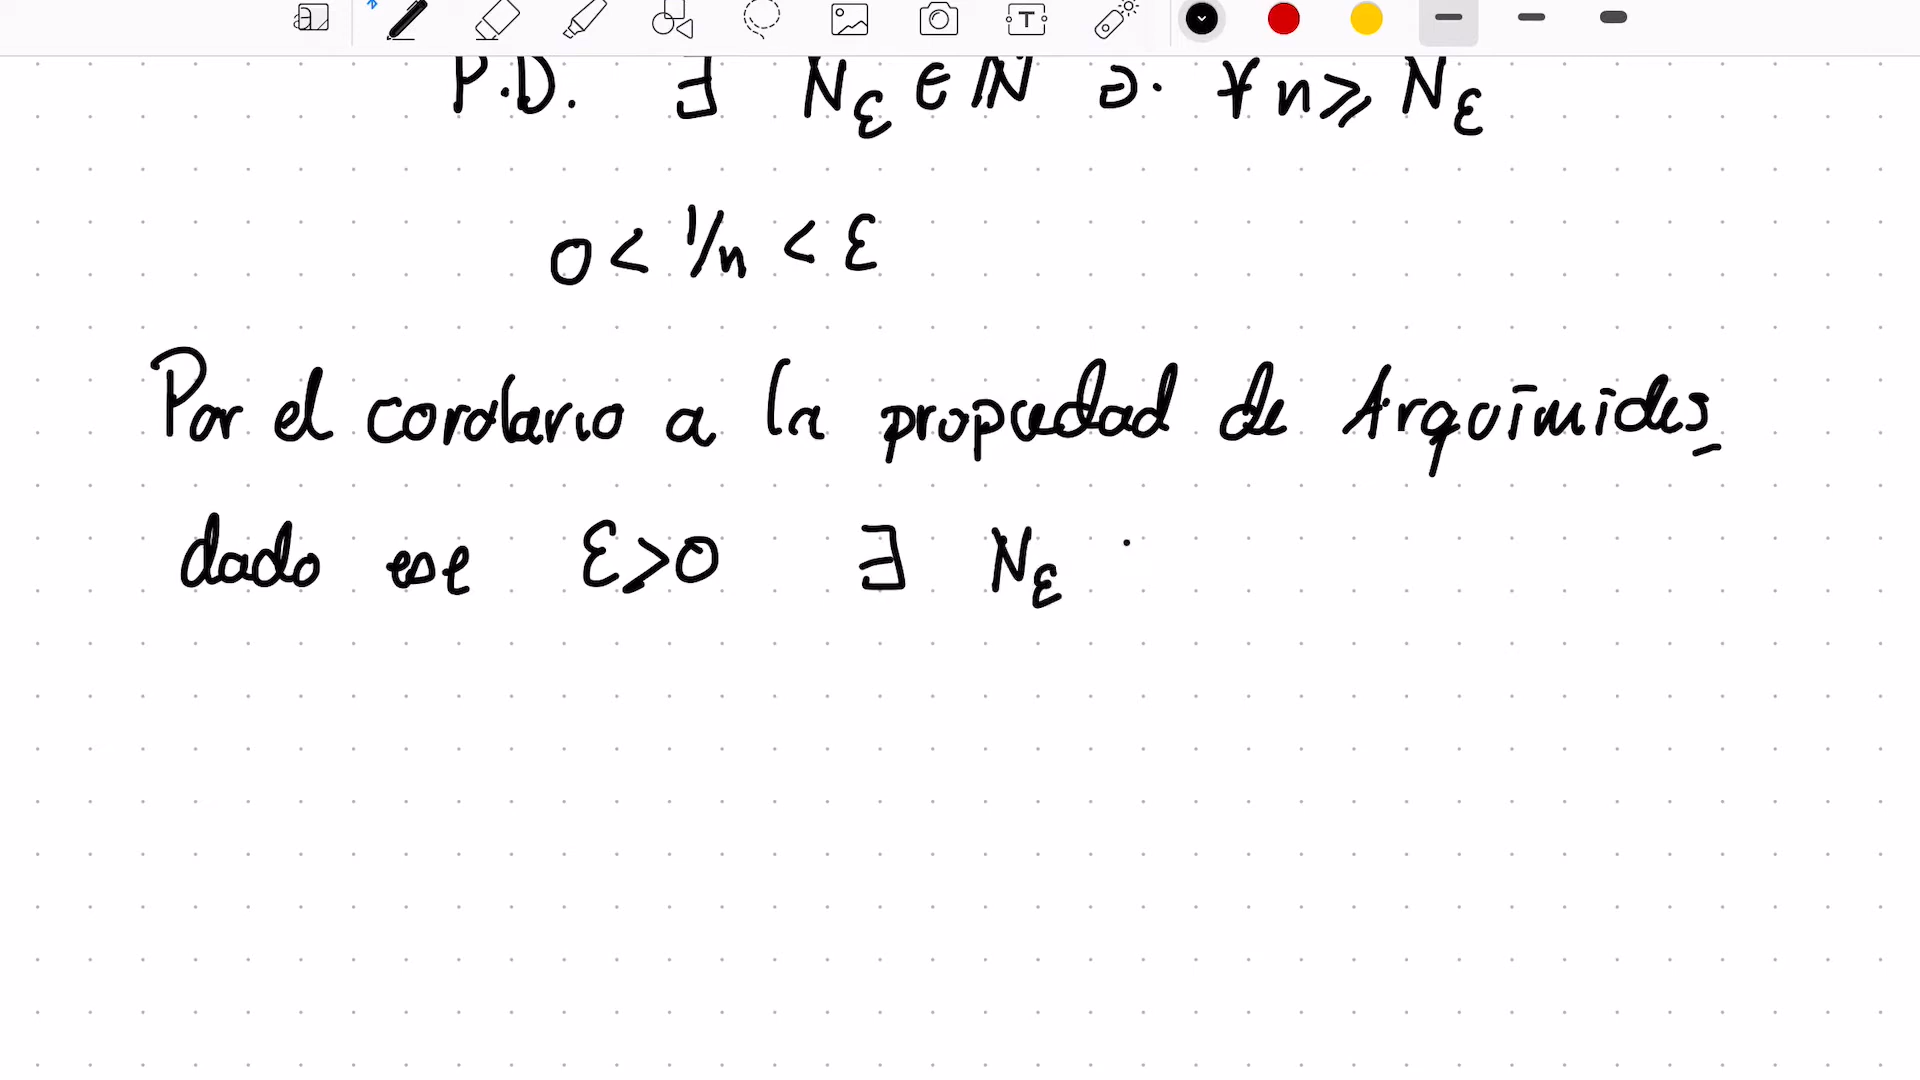 P.D. ∃ N_ε ∈ ℕ ∋. ∀ n ⩾ N_ε
0 < 1/n < ε
Por el corolario a la propiedad de Arquímides
dado ese ε>0 ∃ N_ε